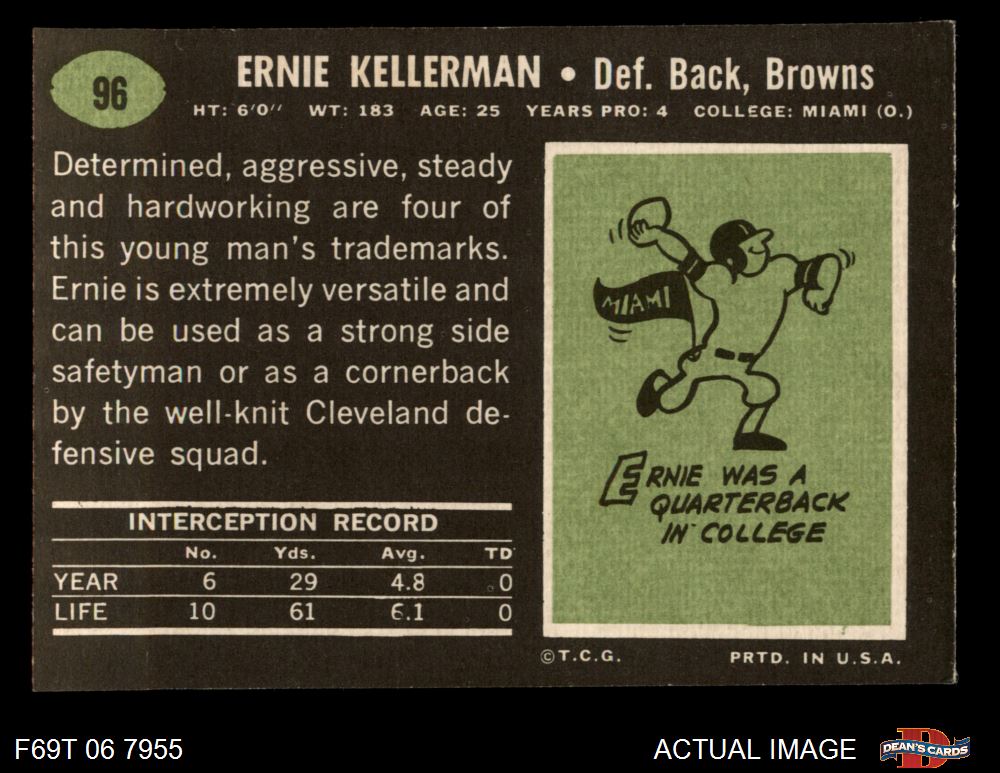 96
ERNIE KELLERMAN • Def. Back, Browns
HT: 6'0" WT: 183 AGE: 25 YEARS PRO: 4 COLLEGE: MIAMI (O.)
Determined, aggressive, steady
and hardworking are four of
this young man's trademarks.
Ernie is extremely versatile and
can be used as a strong side
safetyman or as a cornerback
by the well-knit Cleveland de-
fensive squad.
INTERCEPTION RECORD
No. Yds. Avg. TD
YEAR 6 29 4.8 0
LIFE 10 61 6.1 0
MIAMI
ERNIE WAS A
QUARTERBACK
IN COLLEGE
©T.C.G. PRTD. IN U.S.A.
F69T 06 7955
ACTUAL IMAGE
DEAN'S CARDS